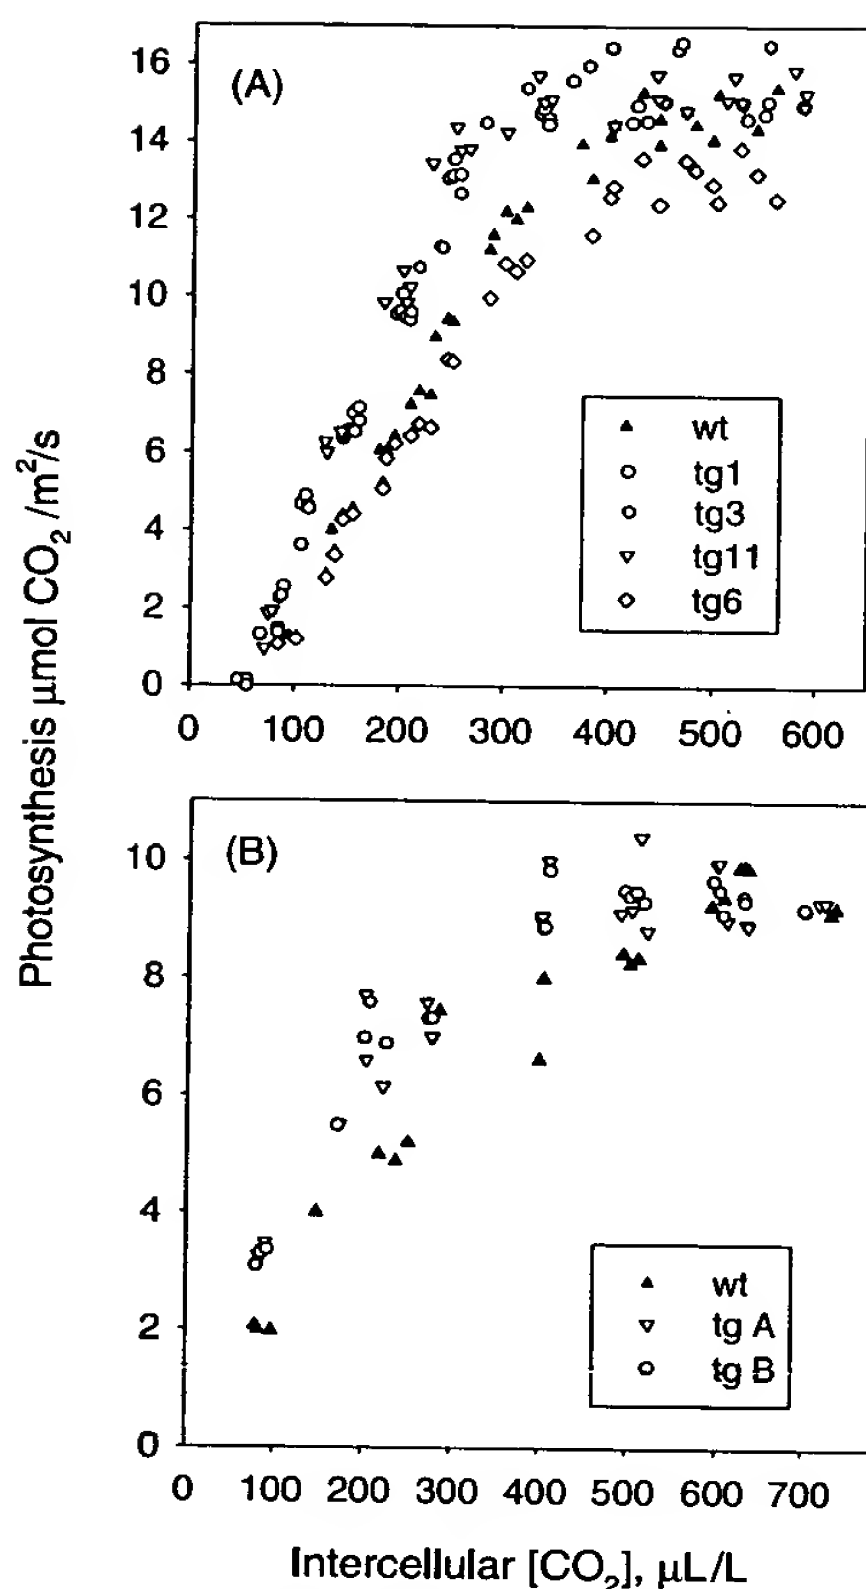 Photosynthesis μmol CO₂ /m²/s
(A)
16
14
12
10
8
6
4
2
0
0 100 200 300 400 500 600
wt
tg1
tg3
tg11
tg6
(B)
10
8
6
4
2
0
0 100 200 300 400 500 600 700
wt
tg A
tg B
Intercellular [CO₂], μL/L